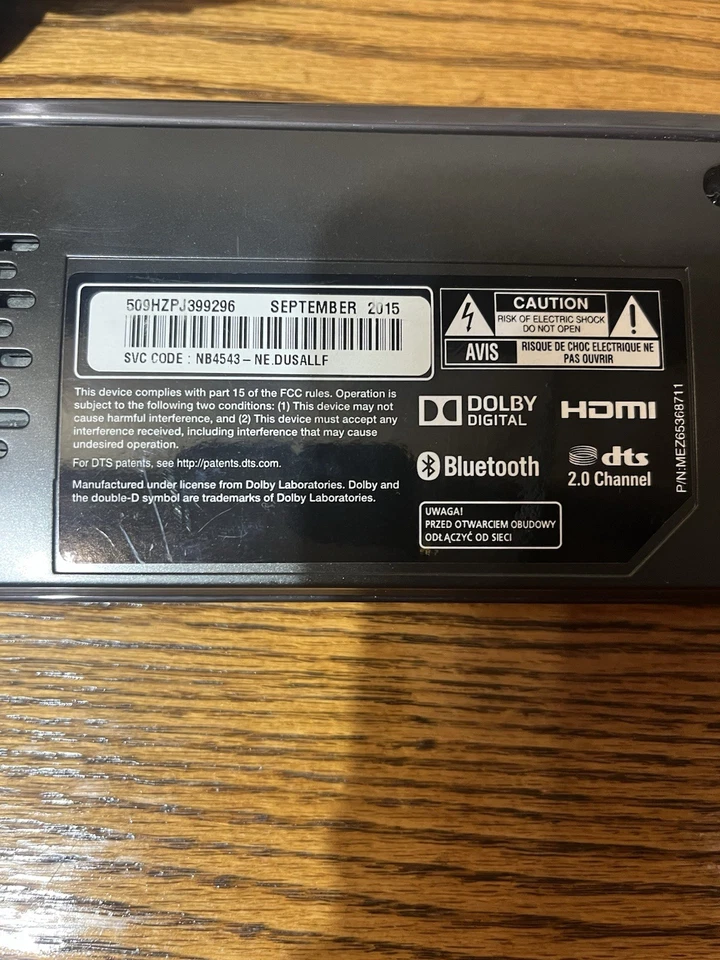 509HZPJ399296 SEPTEMBER 2015
SVC CODE : NB4543 – NE.DUSALLF
CAUTION
RISK OF ELECTRIC SHOCK
DO NOT OPEN
AVIS
RISQUE DE CHOC ELECTRIQUE NE
PAS OUVRIR
This device complies with part 15 of the FCC rules. Operation is
subject to the following two conditions: (1) This device may not
cause harmful interference, and (2) This device must accept any
interference received, including interference that may cause
undesired operation.
For DTS patents, see http://patents.dts.com.
Manufactured under license from Dolby Laboratories. Dolby and
the double-D symbol are trademarks of Dolby Laboratories.
DOLBY
DIGITAL
HDMI
Bluetooth
dts
2.0 Channel
UWAGA!
PRZED OTWARCIEM OBUDOWY
ODŁĄCZYĆ OD SIECI
P/N:MEZ65368711